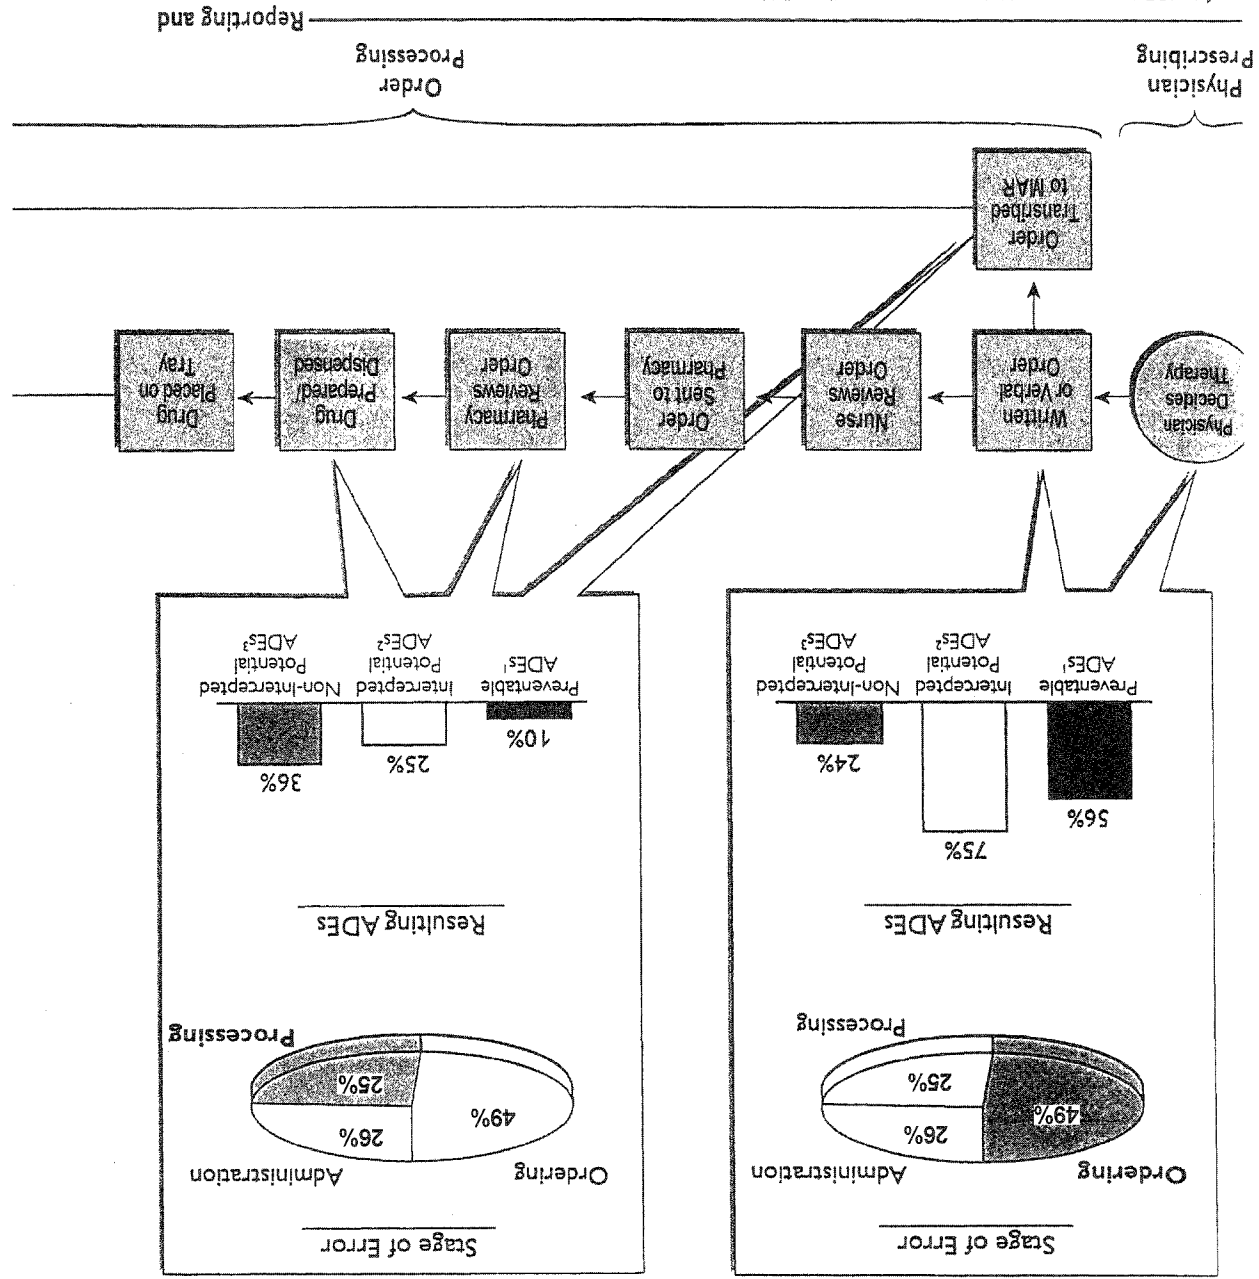 Stage of Error
Ordering
Administration
49%
26%
25%
Processing
Resulting ADEs
56%
75%
24%
Preventable
ADEs¹
Intercepted
Potential
ADEs²
Non-Intercepted
Potential
ADEs³
Stage of Error
Ordering
Administration
49%
26%
25%
Processing
Resulting ADEs
10%
25%
36%
Preventable
ADEs¹
Intercepted
Potential
ADEs²
Non-Intercepted
Potential
ADEs³
Physician
Decides
Therapy
Written
or Verbal
Order
Nurse
Reviews
Order
Order
Sent to
Pharmacy
Pharmacy
Reviews
Order
Drug
Prepared/
Dispensed
Drug
Placed on
Tray
Order
Transribed
to MAR
Physician
Prescribing
Order
Processing
Reporting and